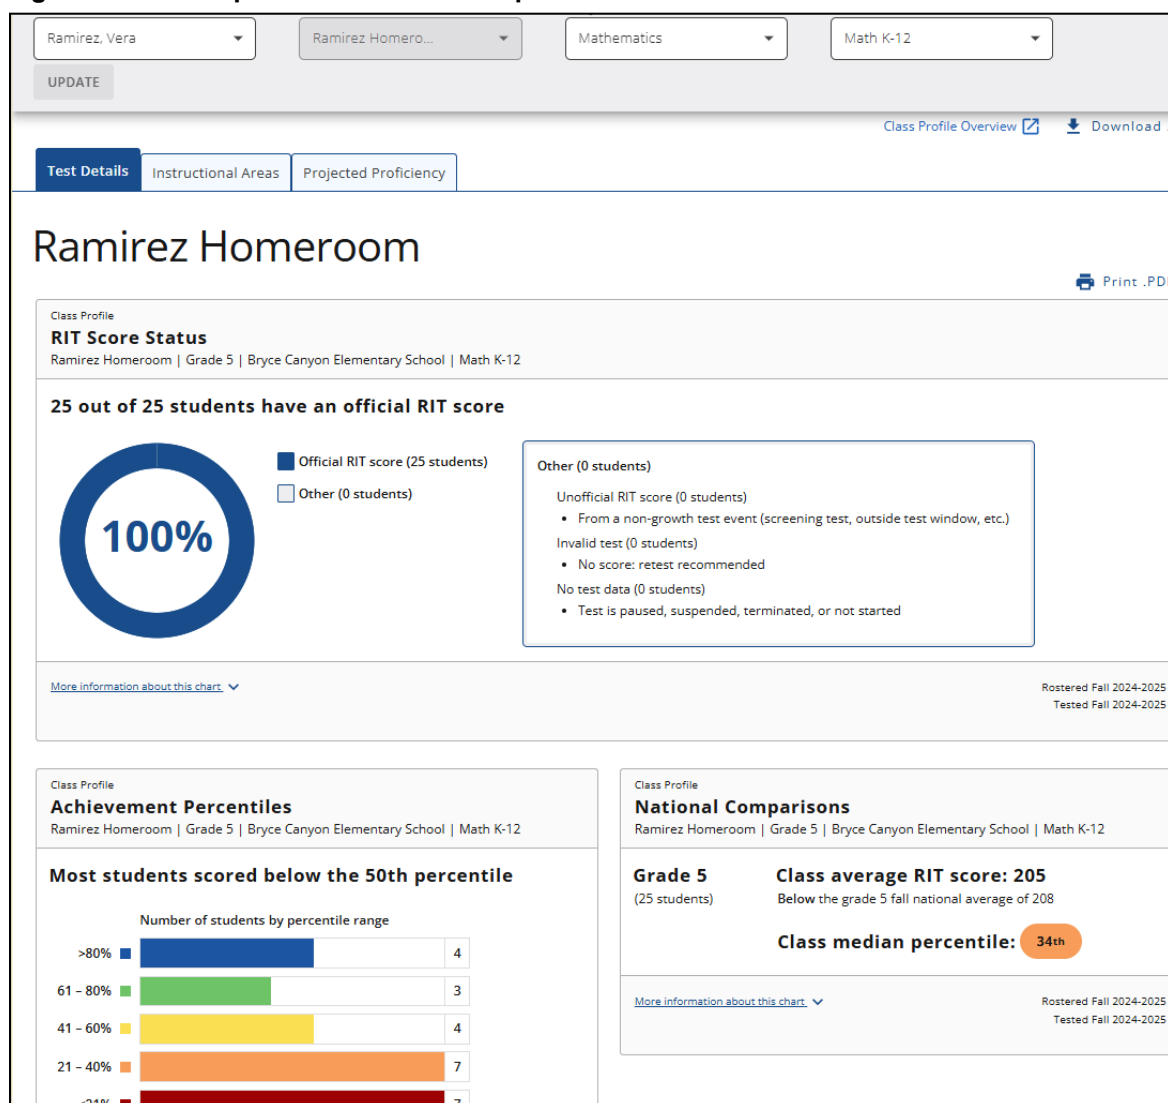 Ramirez, Vera
Ramirez Homero...
Mathematics
Math K-12
UPDATE
Class Profile Overview
Download
Test Details
Instructional Areas
Projected Proficiency
Ramirez Homeroom
Print .PD
Class Profile
RIT Score Status
Ramirez Homeroom | Grade 5 | Bryce Canyon Elementary School | Math K-12
25 out of 25 students have an official RIT score
100%
Official RIT score (25 students)
Other (0 students)
Other (0 students)
Unofficial RIT score (0 students)
• From a non-growth test event (screening test, outside test window, etc.)
Invalid test (0 students)
• No score: retest recommended
No test data (0 students)
• Test is paused, suspended, terminated, or not started
More information about this chart
Rostered Fall 2024-2025
Tested Fall 2024-2025
Class Profile
Achievement Percentiles
Ramirez Homeroom | Grade 5 | Bryce Canyon Elementary School | Math K-12
Most students scored below the 50th percentile
Number of students by percentile range
>80% 4
61 – 80% 3
41 – 60% 4
21 – 40% 7
<21% 7
Class Profile
National Comparisons
Ramirez Homeroom | Grade 5 | Bryce Canyon Elementary School | Math K-12
Grade 5
(25 students)
Class average RIT score: 205
Below the grade 5 fall national average of 208
Class median percentile: 34th
More information about this chart
Rostered Fall 2024-2025
Tested Fall 2024-2025